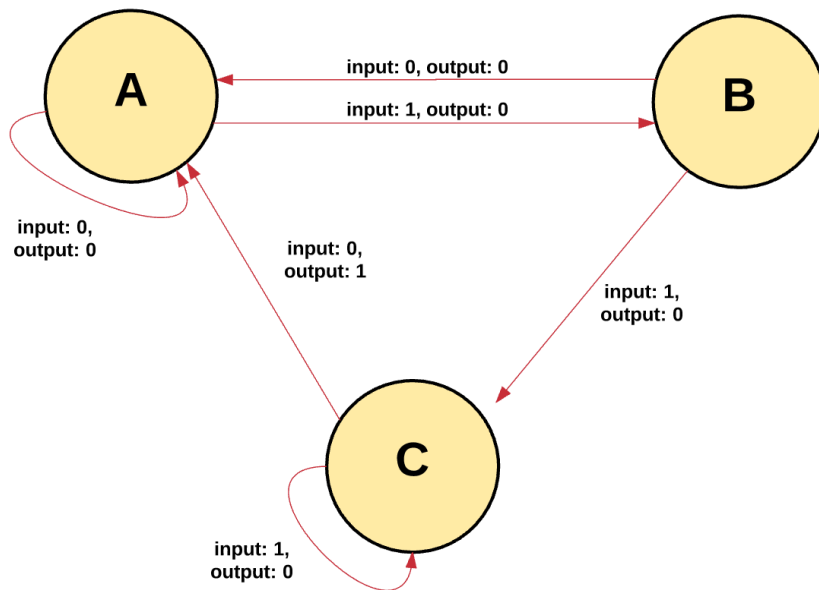 A
B
input: 0, output: 0
input: 1, output: 0
input: 0,
output: 0
input: 0,
output: 1
input: 1,
output: 0
C
input: 1,
output: 0